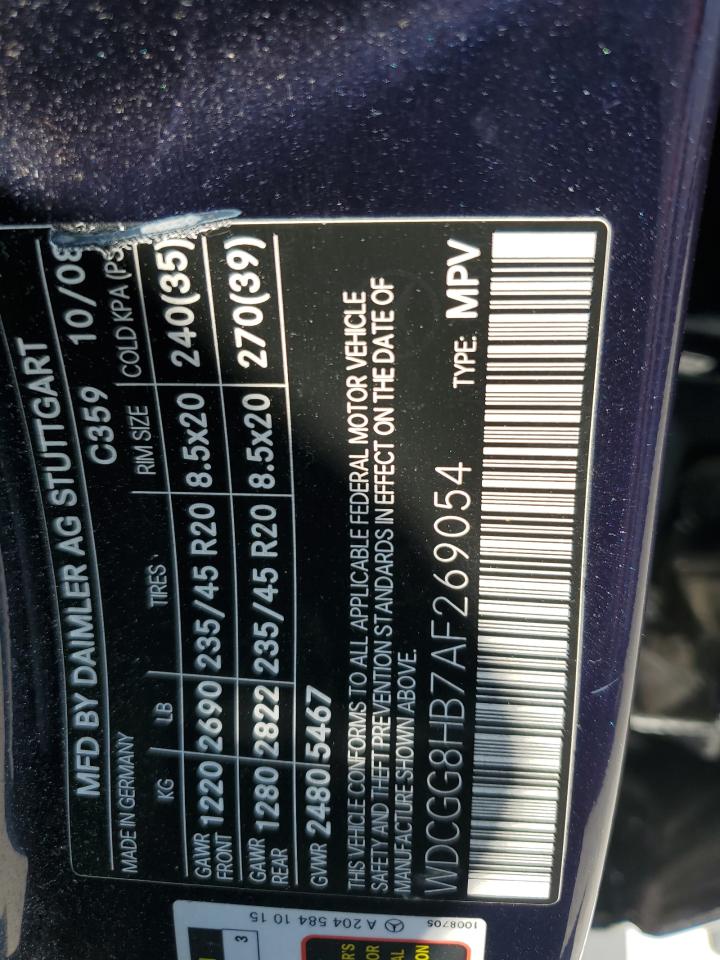 MFD BY DAIMLER AG STUTTGART
MADE IN GERMANY C359 10/08
KG LB TIRES RIM SIZE COLD KPA (PS
GAWR FRONT 1220 2690 235/45 R20 8.5x20 240(35)
GAWR REAR 1280 2822 235/45 R20 8.5x20 270(39)
GVWR 2480 5467
THIS VEHICLE CONFORMS TO ALL APPLICABLE FEDERAL MOTOR VEHICLE
SAFETY AND THEFT PREVENTION STANDARDS IN EFFECT ON THE DATE OF
MANUFACTURE SHOWN ABOVE.
WDCGG8HB7AF269054 TYPE: MPV
1008705
A 204 584 10 15
3